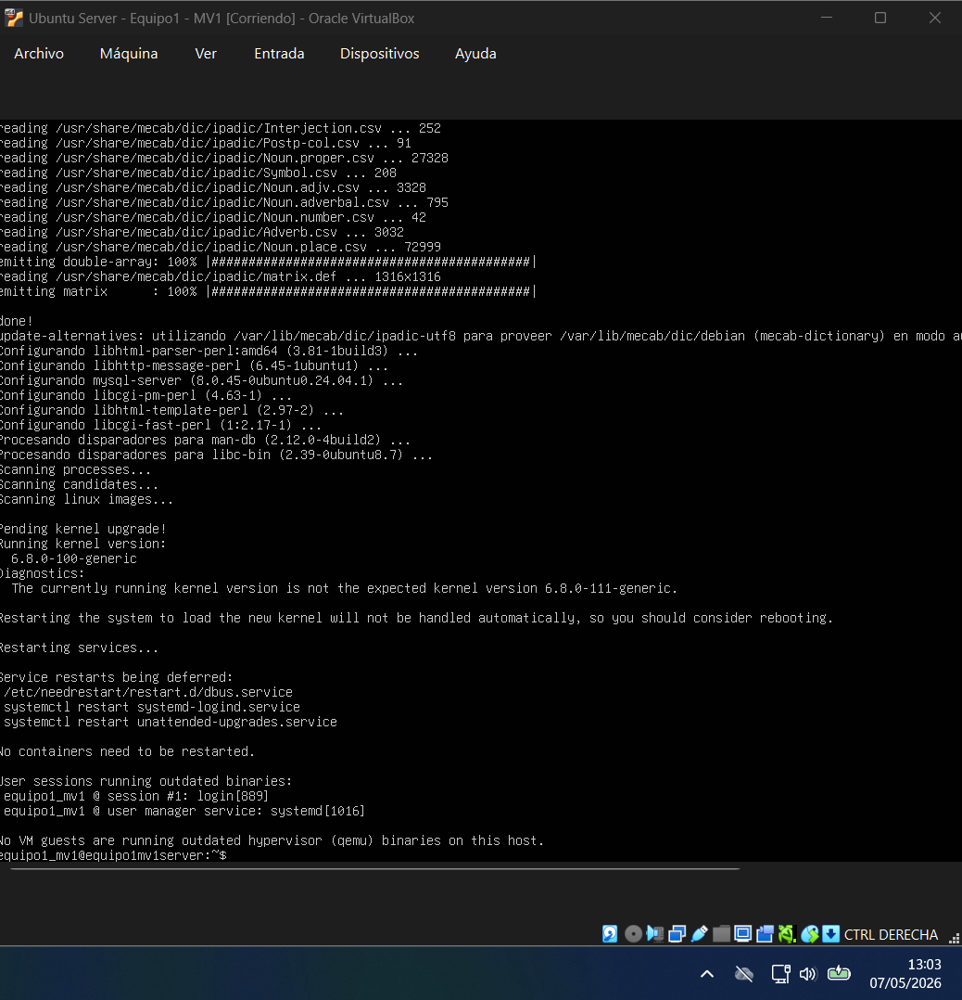 Ubuntu Server - Equipo1 - MV1 [Corriendo] - Oracle VirtualBox
Archivo Máquina Ver Entrada Dispositivos Ayuda
reading /usr/share/mecab/dic/ipadic/Interjection.csv ... 252
reading /usr/share/mecab/dic/ipadic/Postp-col.csv ... 91
reading /usr/share/mecab/dic/ipadic/Noun.proper.csv ... 27328
reading /usr/share/mecab/dic/ipadic/Symbol.csv ... 208
reading /usr/share/mecab/dic/ipadic/Noun.adjv.csv ... 3328
reading /usr/share/mecab/dic/ipadic/Noun.adverbal.csv ... 795
reading /usr/share/mecab/dic/ipadic/Noun.number.csv ... 42
reading /usr/share/mecab/dic/ipadic/Adverb.csv ... 3032
reading /usr/share/mecab/dic/ipadic/Noun.place.csv ... 72999
emitting double-array: 100% |###########################################|
reading /usr/share/mecab/dic/ipadic/matrix.def ... 1316x1316
emitting matrix      : 100% |###########################################|
done!
update-alternatives: utilizando /var/lib/mecab/dic/ipadic-utf8 para proveer /var/lib/mecab/dic/debian (mecab-dictionary) en modo au
Configurando libhtml-parser-perl:amd64 (3.81-1build3) ...
Configurando libhttp-message-perl (6.45-1ubuntu1) ...
Configurando mysql-server (8.0.45-0ubuntu0.24.04.1) ...
Configurando libcgi-pm-perl (4.63-1) ...
Configurando libhtml-template-perl (2.97-2) ...
Configurando libcgi-fast-perl (1:2.17-1) ...
Procesando disparadores para man-db (2.12.0-4build2) ...
Procesando disparadores para libc-bin (2.39-0ubuntu8.7) ...
Scanning processes...
Scanning candidates...
Scanning linux images...
Pending kernel upgrade!
Running kernel version:
6.8.0-100-generic
Diagnostics:
The currently running kernel version is not the expected kernel version 6.8.0-111-generic.
Restarting the system to load the new kernel will not be handled automatically, so you should consider rebooting.
Restarting services...
Service restarts being deferred:
/etc/needrestart/restart.d/dbus.service
systemctl restart systemd-logind.service
systemctl restart unattended-upgrades.service
No containers need to be restarted.
User sessions running outdated binaries:
equipo1_mv1 @ session #1: login[889]
equipo1_mv1 @ user manager service: systemd[1016]
No VM guests are running outdated hypervisor (qemu) binaries on this host.
equipo1_mv1@equipo1mv1server:~$
CTRL DERECHA
13:03
07/05/2026